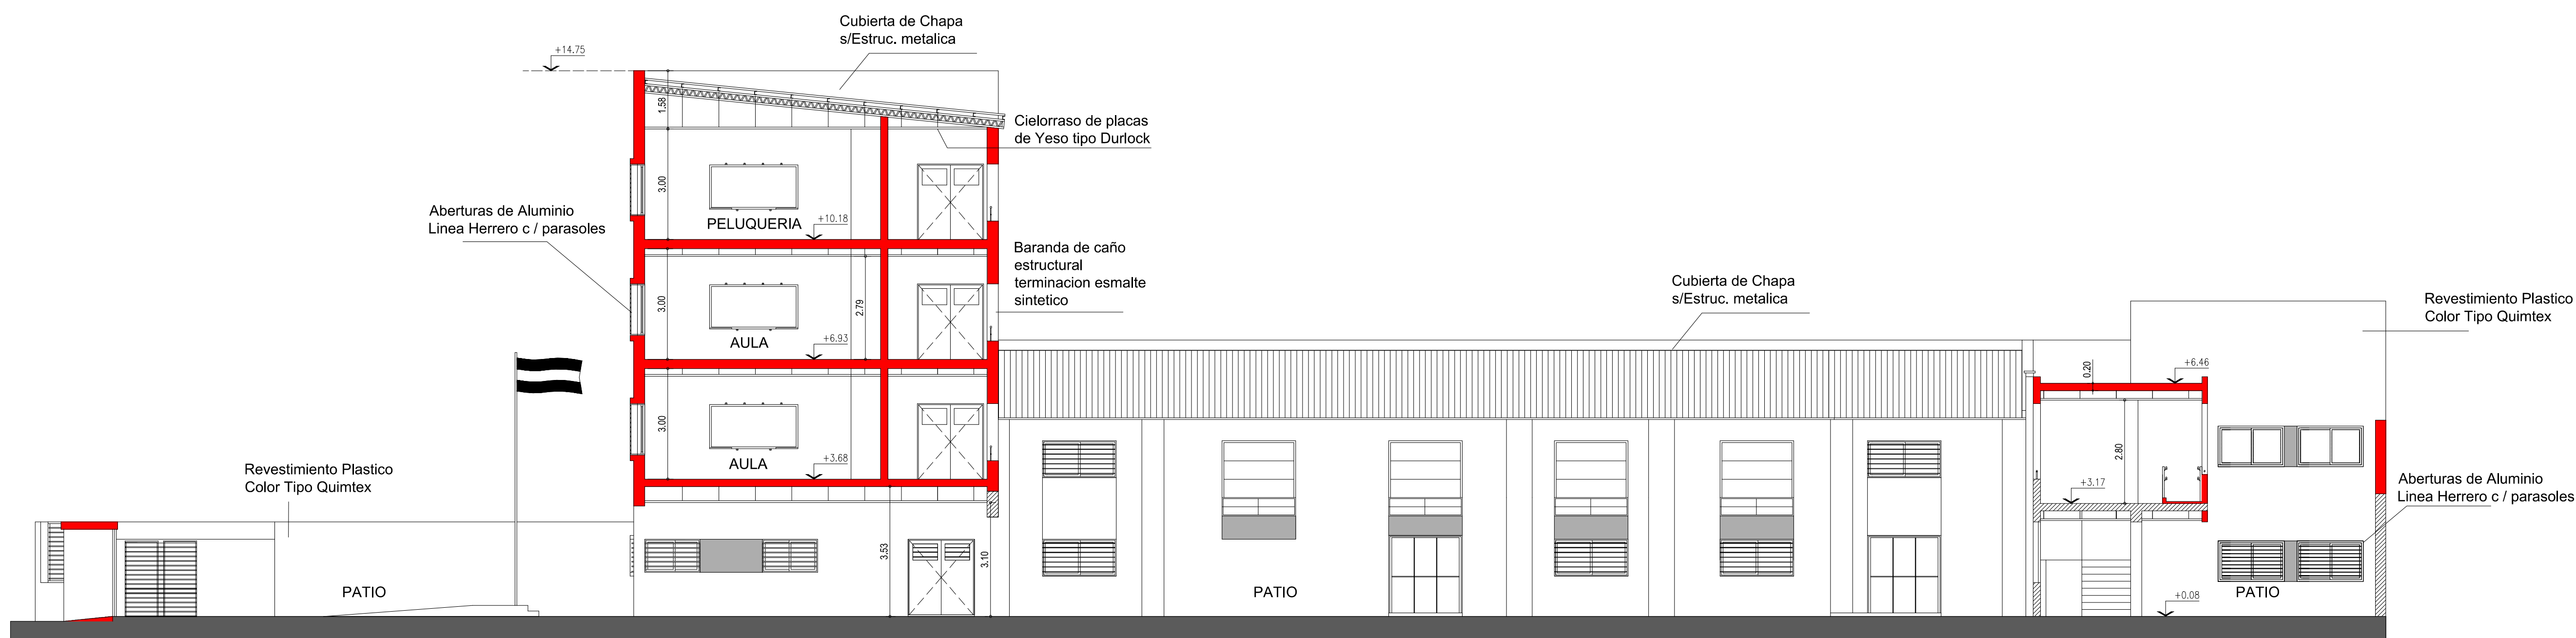 Cubierta de Chapa
s/Estruc. metalica
+14.75
1.58
Cielorraso de placas
de Yeso tipo Durlock
3.00
PELUQUERIA
+10.18
Aberturas de Aluminio
Linea Herrero c / parasoles
Baranda de caño
estructural
terminacion esmalte
sintetico
3.00
2.79
AULA
+6.93
Cubierta de Chapa
s/Estruc. metalica
Revestimiento Plastico
Color Tipo Quimtex
0.20
+6.46
3.00
AULA
+3.68
2.80
+3.17
Revestimiento Plastico
Color Tipo Quimtex
Aberturas de Aluminio
Linea Herrero c / parasoles
3.53
3.10
PATIO
PATIO
+0.08
PATIO